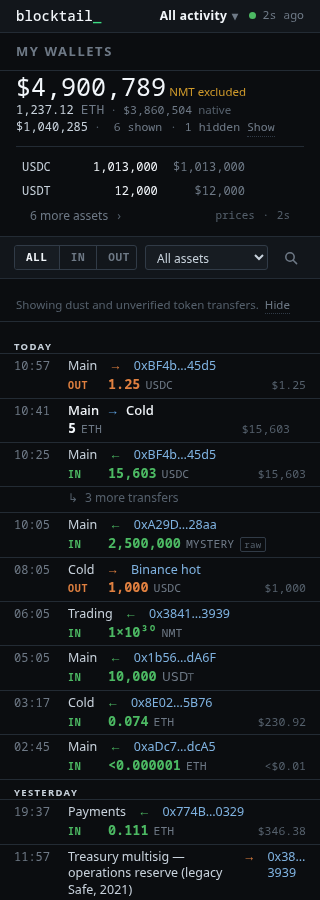 blocktail_ All activity ▾ 2s ago
MY WALLETS
$4,900,789 NMT excluded
1,237.12 ETH · $3,860,504 native
$1,040,285 · 6 shown · 1 hidden Show
USDC 1,013,000 $1,013,000
USDT 12,000 $12,000
6 more assets › prices · 2s
ALL IN OUT All assets
Showing dust and unverified token transfers. Hide
TODAY
10:57 Main → 0xBF4b…45d5
OUT 1.25 USDC $1.25
10:41 Main → Cold
5 ETH $15,603
10:25 Main ← 0xBF4b…45d5
IN 15,603 USDC $15,603
↳ 3 more transfers
10:05 Main ← 0xA29D…28aa
IN 2,500,000 MYSTERY raw
08:05 Cold → Binance hot
OUT 1,000 USDC $1,000
06:05 Trading ← 0x3841…3939
IN 1×10³⁰ NMT
05:05 Main ← 0x1b56…dA6F
IN 10,000 USDT
03:17 Cold ← 0x8E02…5B76
IN 0.074 ETH $230.92
02:45 Main ← 0xaDc7…dcA5
IN <0.000001 ETH <$0.01
YESTERDAY
19:37 Payments ← 0x774B…0329
IN 0.111 ETH $346.38
11:57 Treasury multisig — → 0x38…
operations reserve (legacy 3939
Safe, 2021)